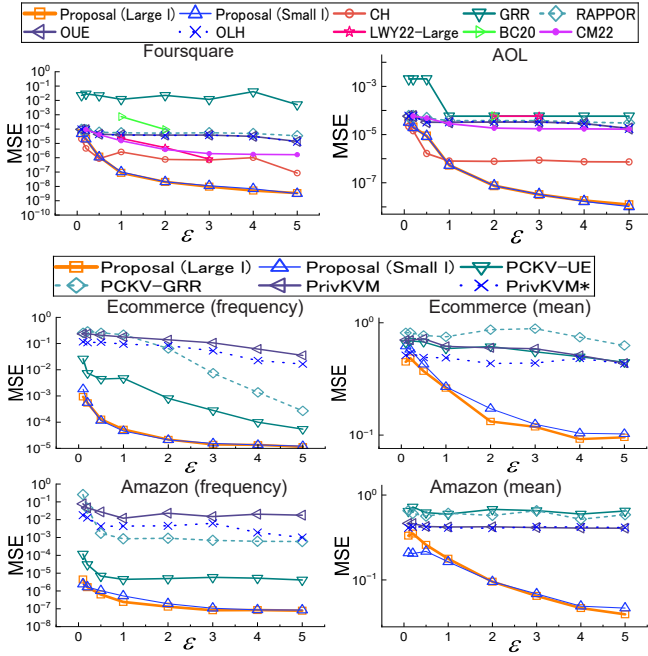 Proposal (Large l) Proposal (Small l) CH GRR RAPPOR
OUE OLH LWY22-Large BC20 CM22
Foursquare AOL
MSE
10^0
10^-1
10^-2
10^-3
10^-4
10^-5
10^-6
10^-7
10^-8
10^-9
10^-10
0 1 2 3 4 5
ε
MSE
10^-3
10^-5
10^-7
0 1 2 3 4 5
ε
Proposal (Large l) Proposal (Small l) PCKV-UE
PCKV-GRR PrivKVM PrivKVM*
Ecommerce (frequency) Ecommerce (mean)
MSE
10^0
10^-1
10^-2
10^-3
10^-4
10^-5
0 1 2 3 4 5
MSE
10^0
10^-1
0 1 2 3 4 5
Amazon (frequency) Amazon (mean)
MSE
10^0
10^-1
10^-2
10^-3
10^-4
10^-5
10^-6
10^-7
10^-8
0 1 2 3 4 5
ε
MSE
10^0
10^-1
0 1 2 3 4 5
ε